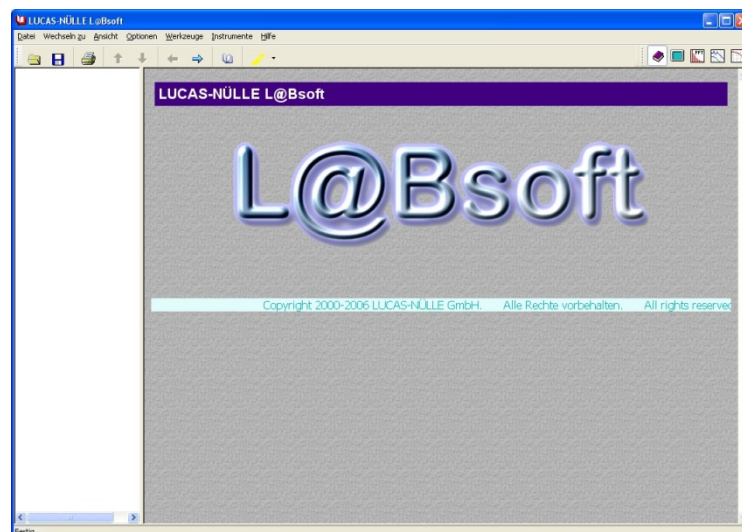 LUCAS-NÜLLE L@Bsoft
Datei Wechseln zu Ansicht Optionen Werkzeuge Instrumente Hilfe
LUCAS-NÜLLE L@Bsoft
L@Bsoft
Copyright 2000-2006 LUCAS-NÜLLE GmbH. Alle Rechte vorbehalten. All rights reserved
Fertig